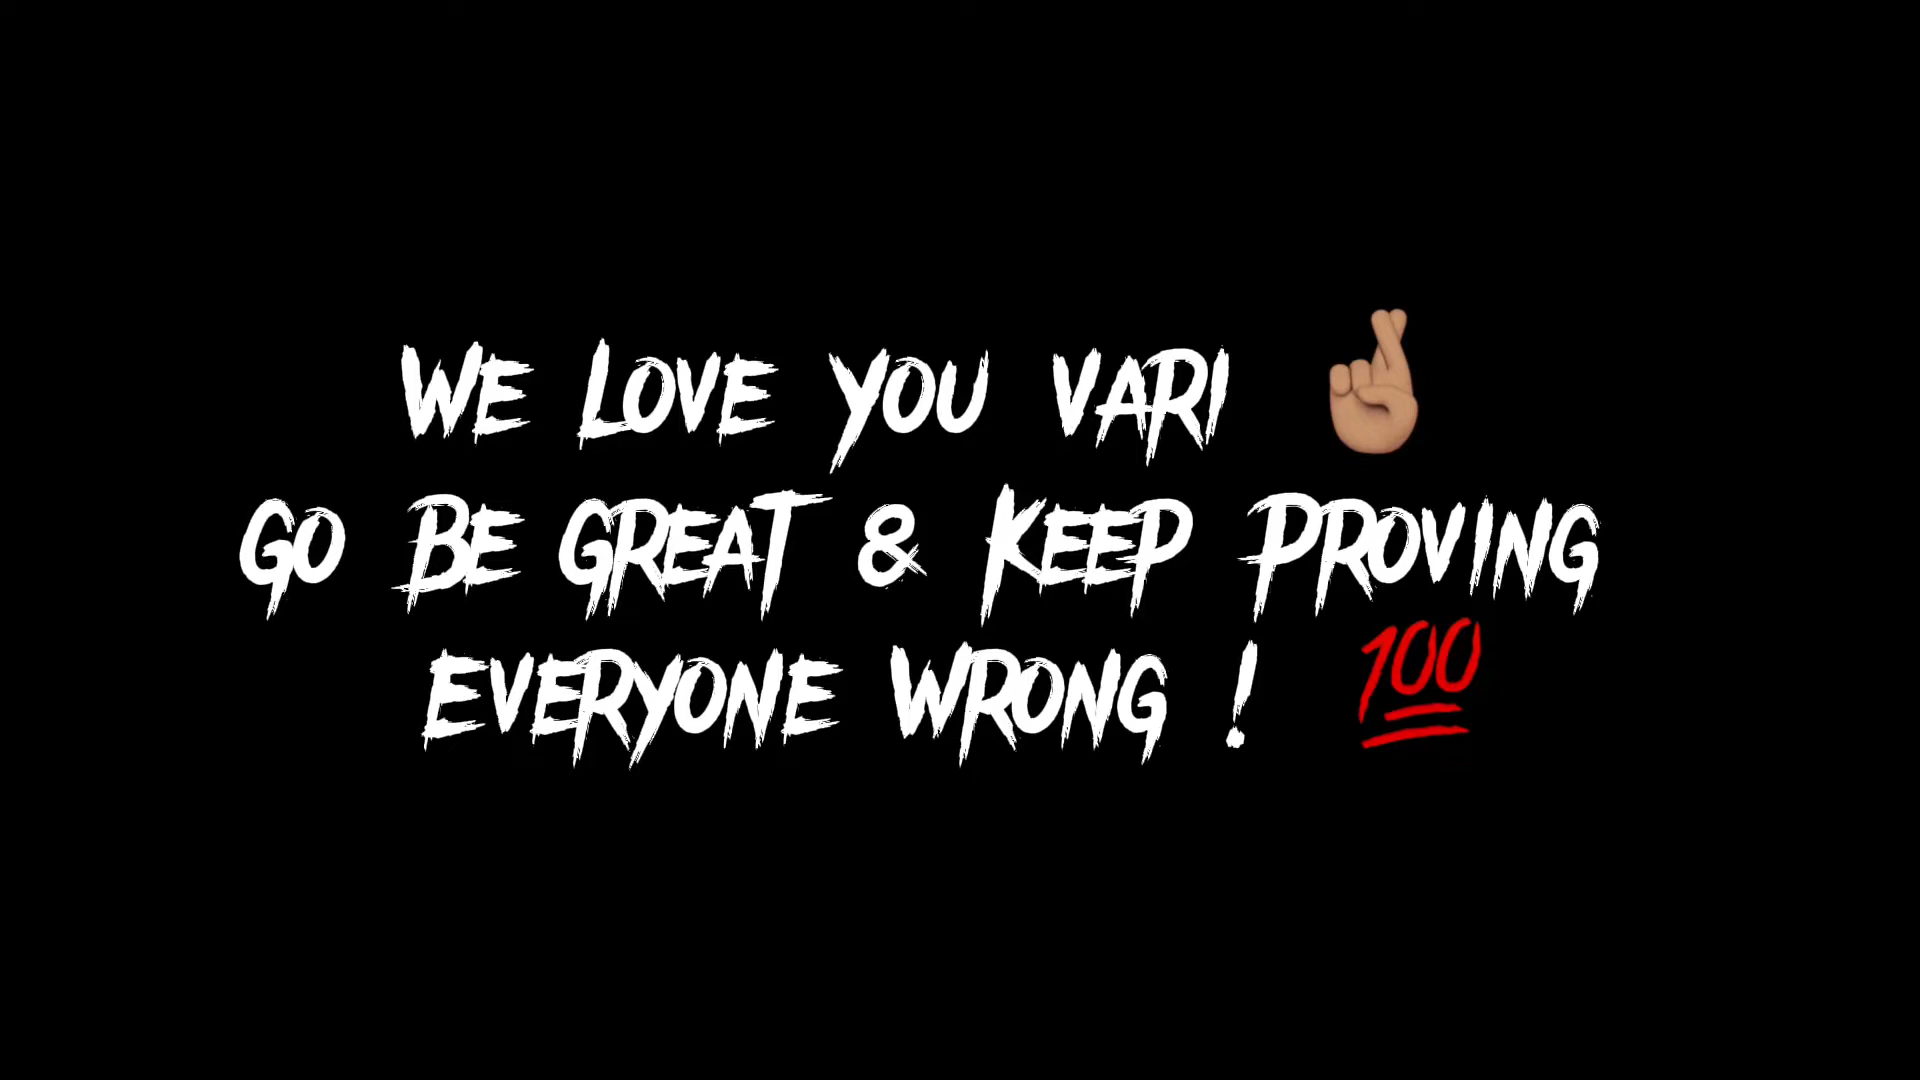 WE LOVE YOU VARI 🤞🏽
GO BE GREAT & KEEP PROVING
EVERYONE WRONG ! 💯